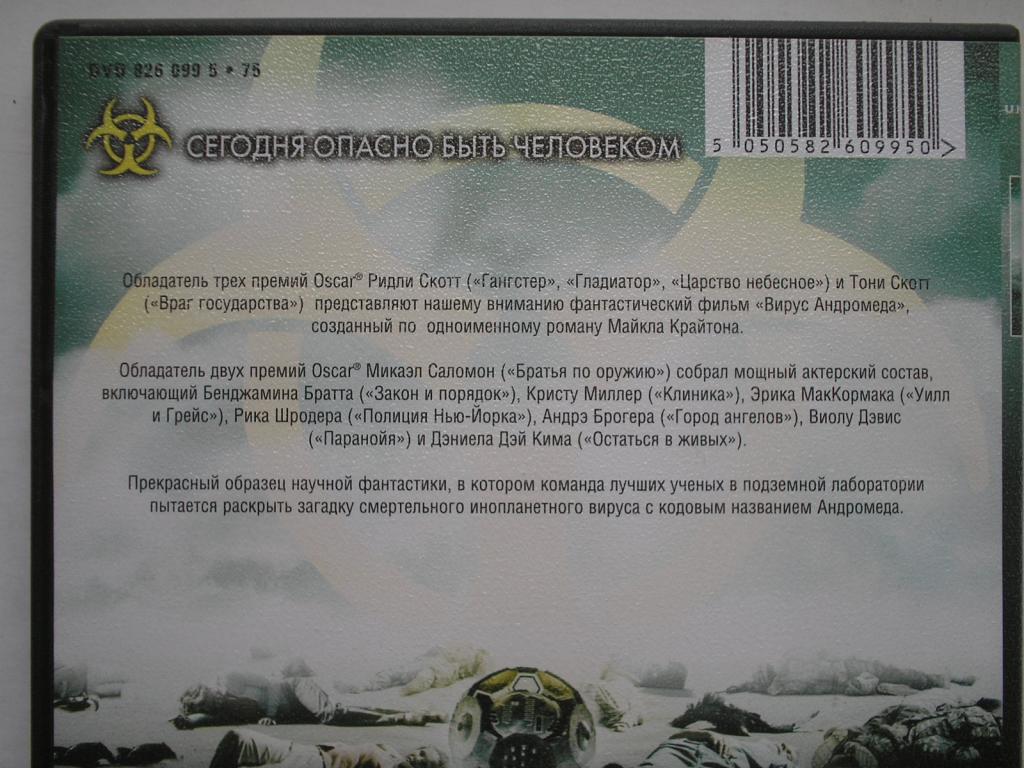 DVD 826 099 5 • 75
СЕГОДНЯ ОПАСНО БЫТЬ ЧЕЛОВЕКОМ
5 050582 609950 >
Обладатель трех премий Oscar® Ридли Скотт («Гангстер», «Гладиатор», «Царство небесное») и Тони Скотт
(«Враг государства») представляют нашему вниманию фантастический фильм «Вирус Андромеда»,
созданный по одноименному роману Майкла Крайтона.
Обладатель двух премий Oscar® Микаэл Саломон («Братья по оружию») собрал мощный актерский состав,
включающий Бенджамина Братта («Закон и порядок»), Кристу Миллер («Клиника»), Эрика МакКормака («Уилл
и Грейс»), Рика Шродера («Полиция Нью-Йорка»), Андрэ Брогера («Город ангелов»), Виолу Дэвис
(«Паранойя») и Дэниела Дэй Кима («Остаться в живых»).
Прекрасный образец научной фантастики, в котором команда лучших ученых в подземной лаборатории
пытается раскрыть загадку смертельного инопланетного вируса с кодовым названием Андромеда.